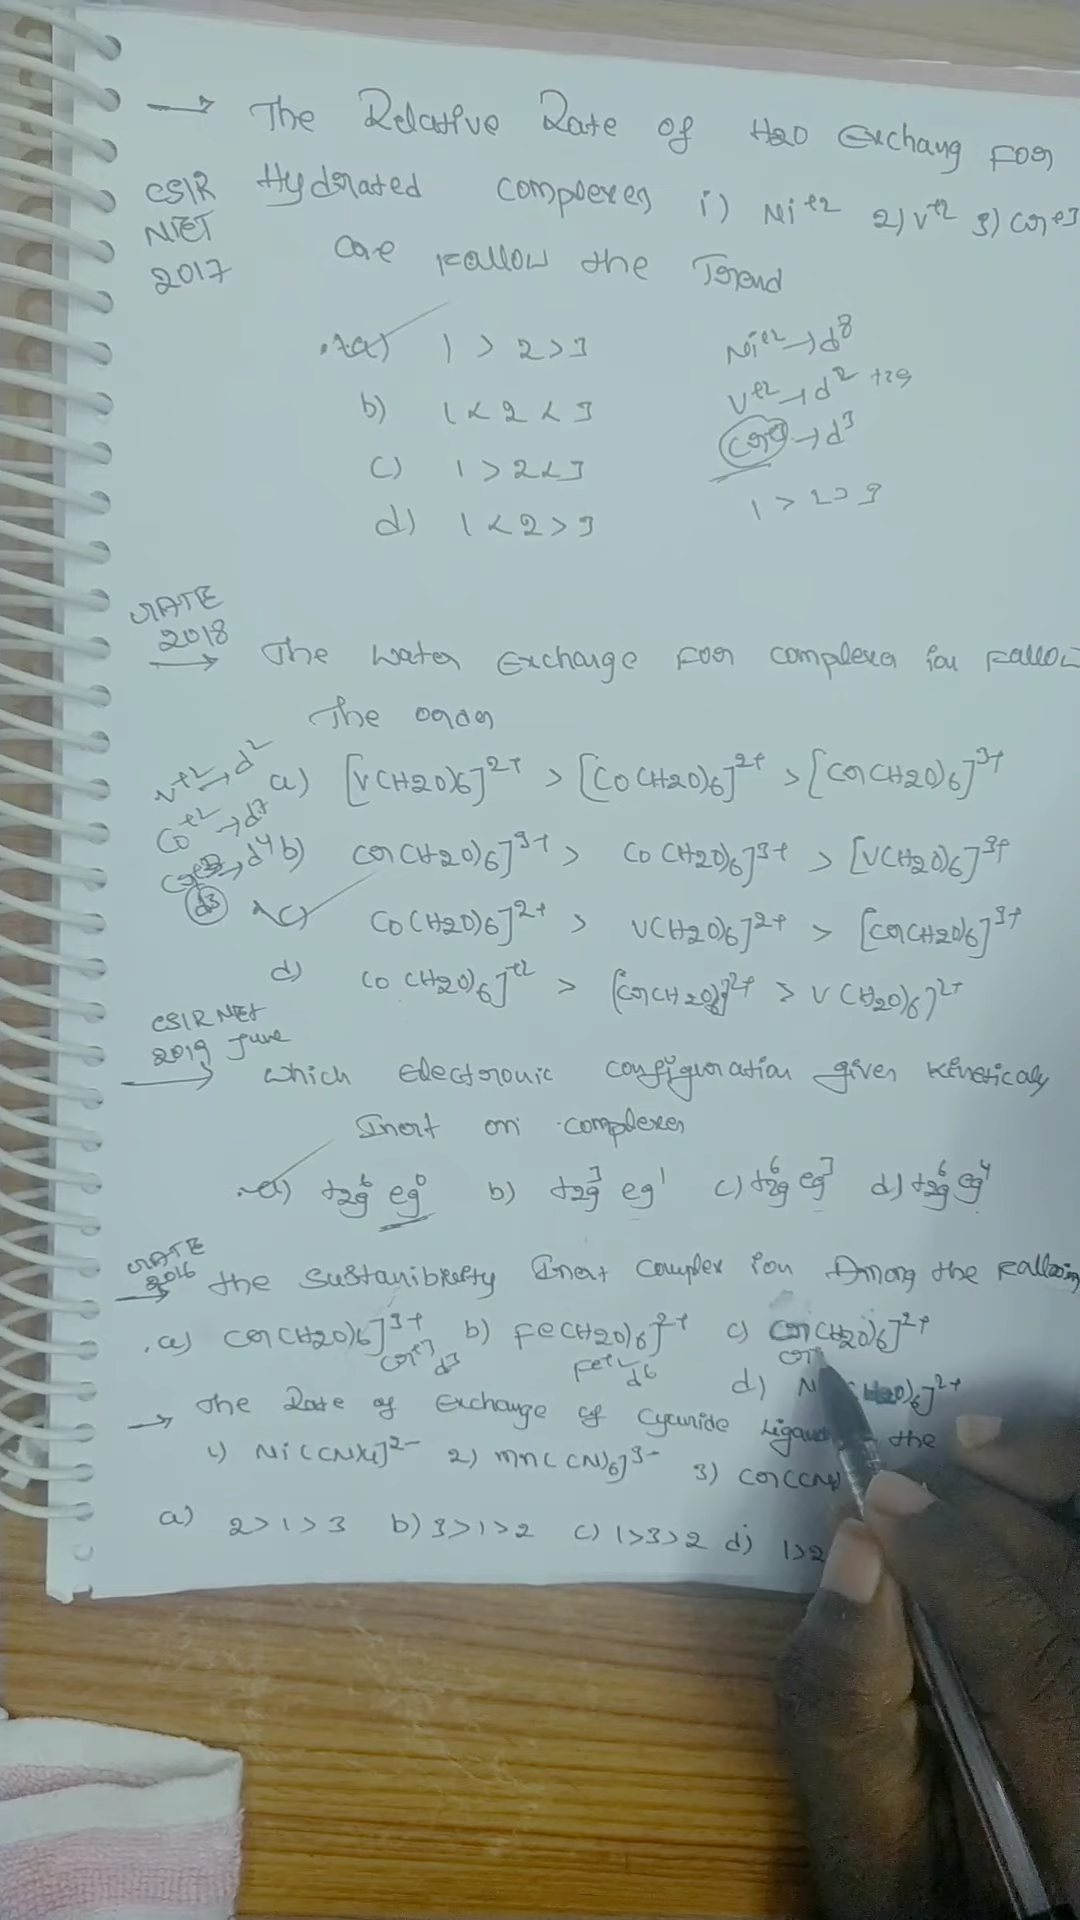 → The Relative Rate of H2O Exchang For
CSIR NET 2017
Hydrated complexes i) Ni+2 2) V+2 3) Cr+3
are Fallow the Trend
a) 1 > 2 > 3
b) 1 < 2 < 3
c) 1 > 2 < 3
d) 1 < 2 > 3
Ni+2 → d8
V+2 → d2 t2g
Cr+3 → d3
1 > 2 > 3
GATE 2018
→ The water Exchange For complexes ion Fallow
The order
V+2 → d2
Co+2 → d7
Cr+3 → d4
d3
a) [V(H2O)6]2+ > [Co(H2O)6]2+ > [Cr(H2O)6]3+
b) Cr(H2O)6]3+ > Co(H2O)6]3+ > [V(H2O)6]3+
c) Co(H2O)6]2+ > V(H2O)6]2+ > [Cr(H2O)6]3+
d) Co(H2O)6]+2 > [Cr(H2O)6]2+ > V(H2O)6]2+
CSIR NET 2019 June
→ which Electronic configuration given Kineticaly
Inert on complexes
a) t2g6 eg0 b) t2g3 eg1 c) t2g6 eg3 d) t2g6 eg4
GATE 2016
→ the Inert complex ion Among the
a) Cr(H2O)6]3+ b) Fe(H2O)6]2+ c) Cr(H2O)6]2+
Cr+3 d3 Fe+2 d6 Cr
d) (H2O)6]2+
→ The Rate of Exchange of Cyanide the
1) Ni(CN)4]2- 2) Mn(CN)6]3- 3) Cr(CN)
a) 2 > 1 > 3 b) 3 > 1 > 2 c) 1 > 3 > 2 d) 1 > 2